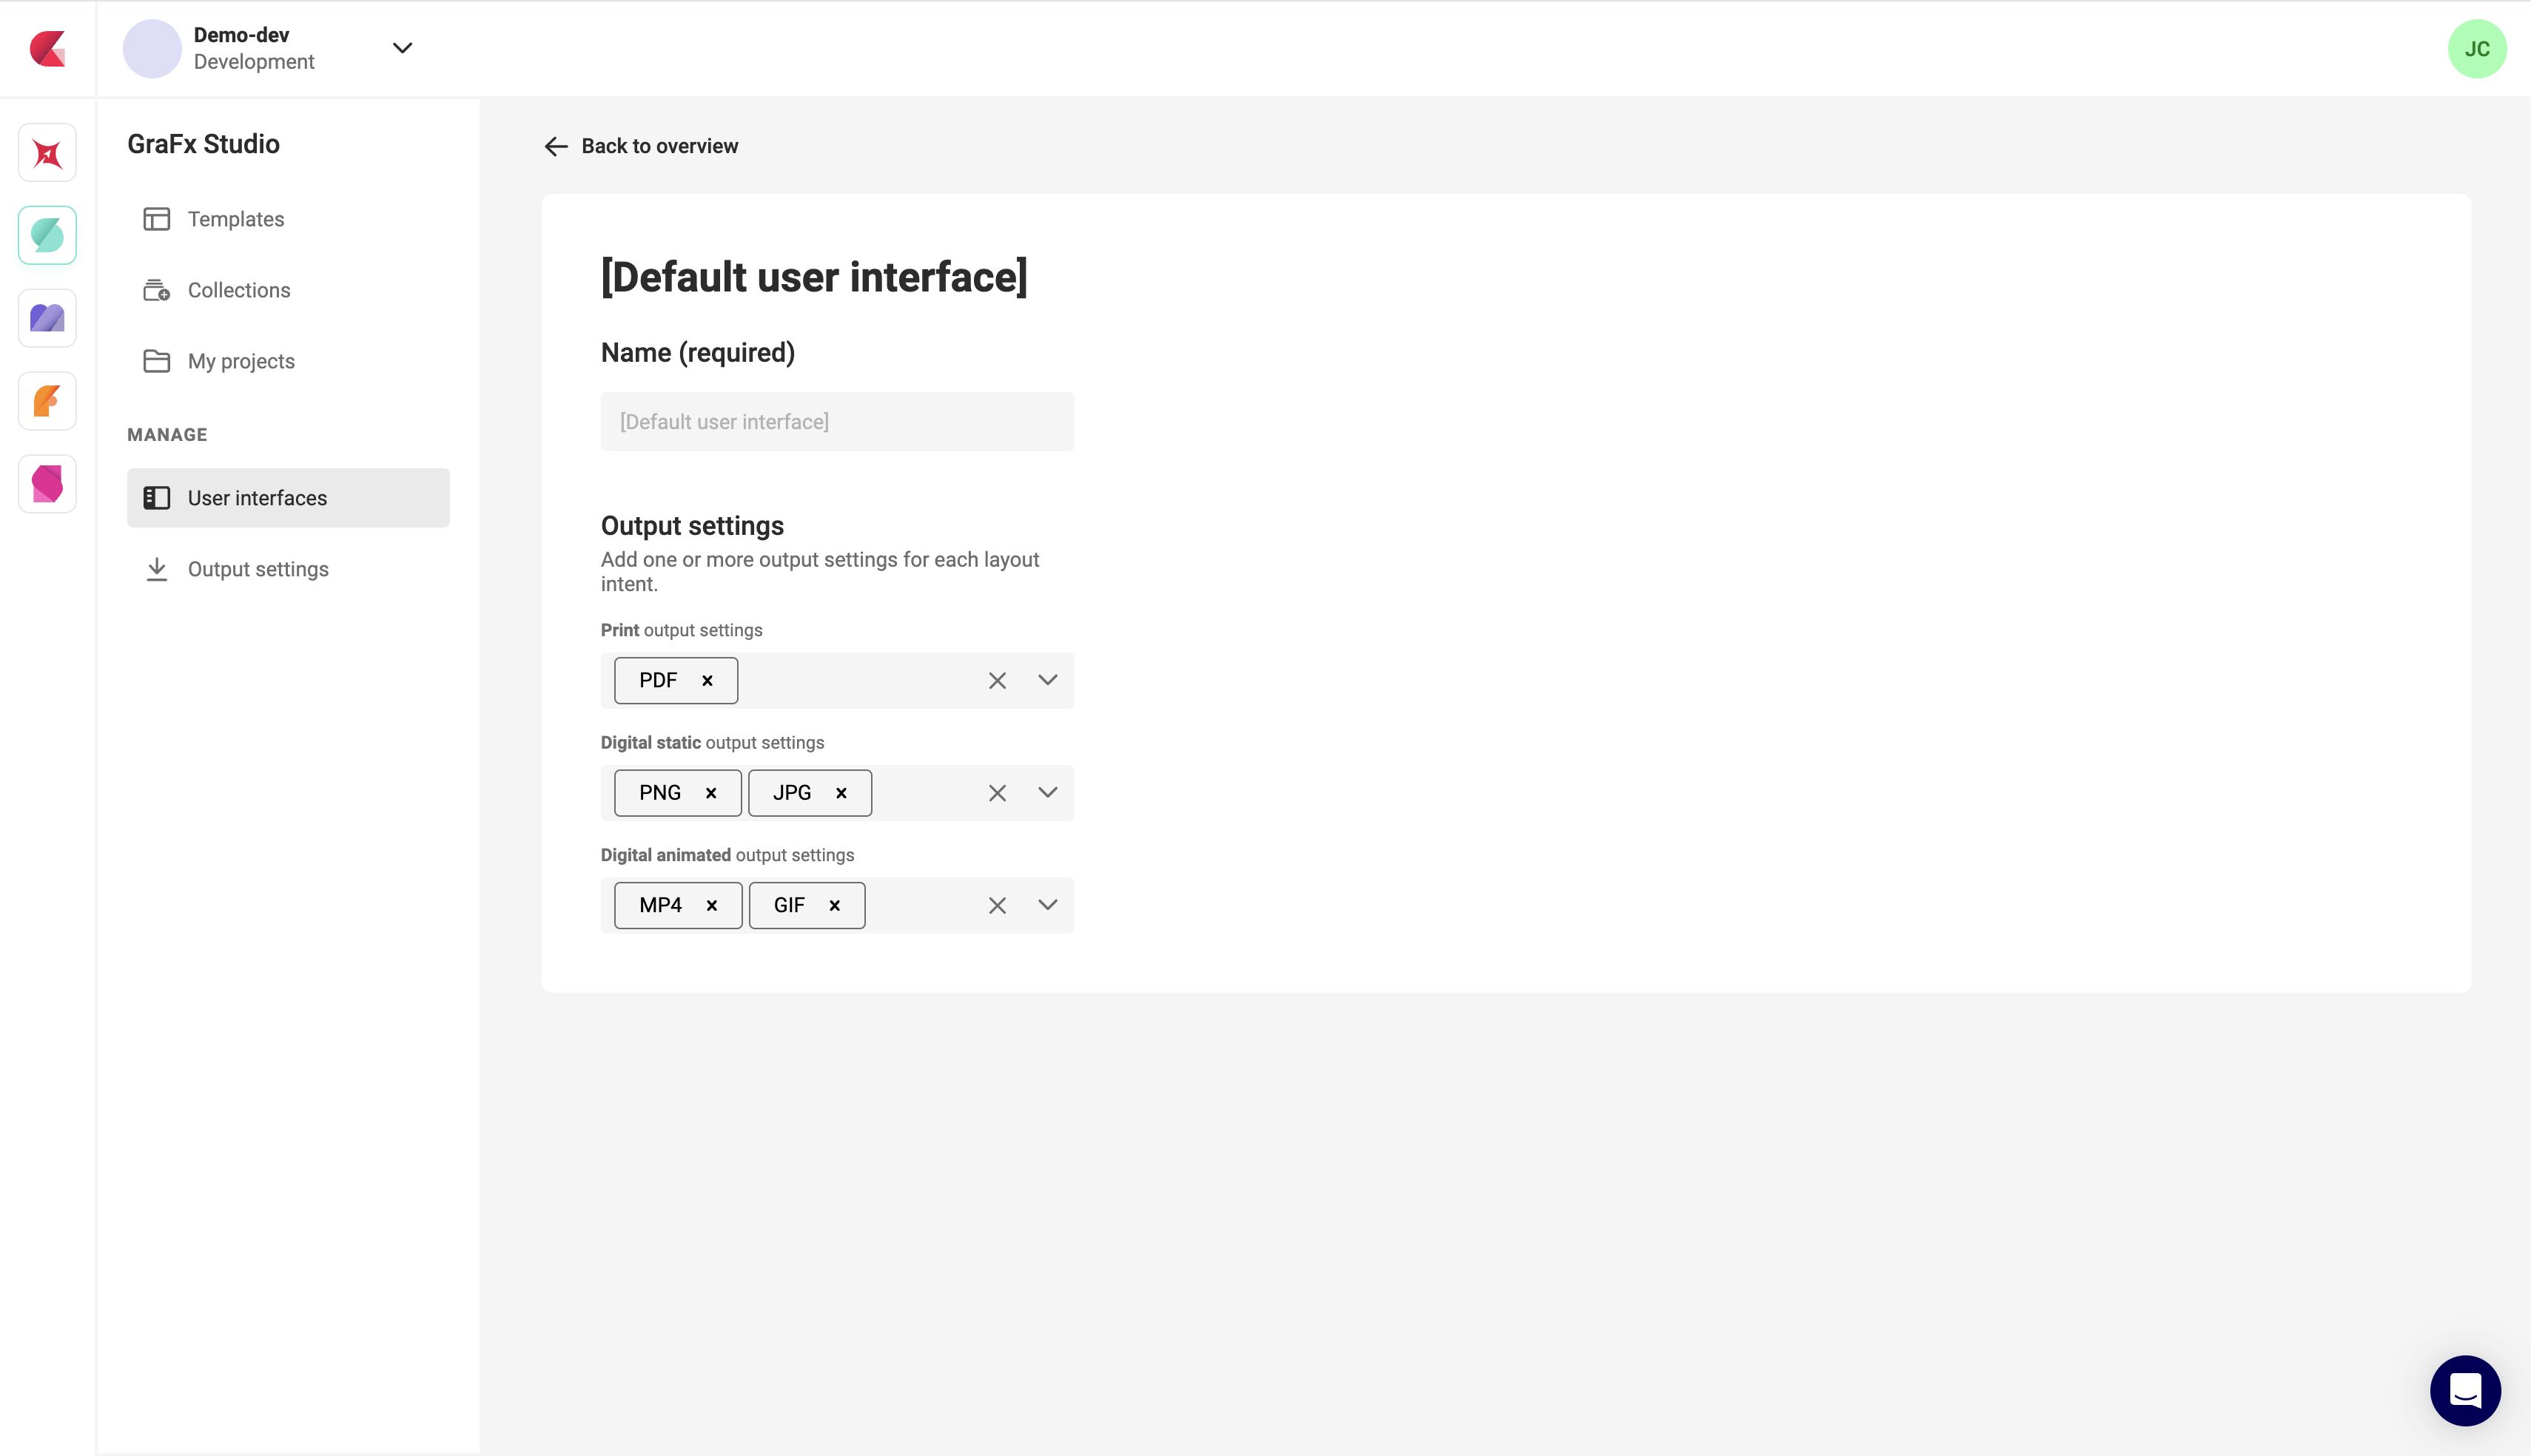 Demo-dev
Development
JC
GraFx Studio
Templates
Collections
My projects
MANAGE
User interfaces
Output settings
Back to overview
[Default user interface]
Name (required)
[Default user interface]
Output settings
Add one or more output settings for each layout
intent.
Print output settings
PDF
Digital static output settings
PNG JPG
Digital animated output settings
MP4 GIF